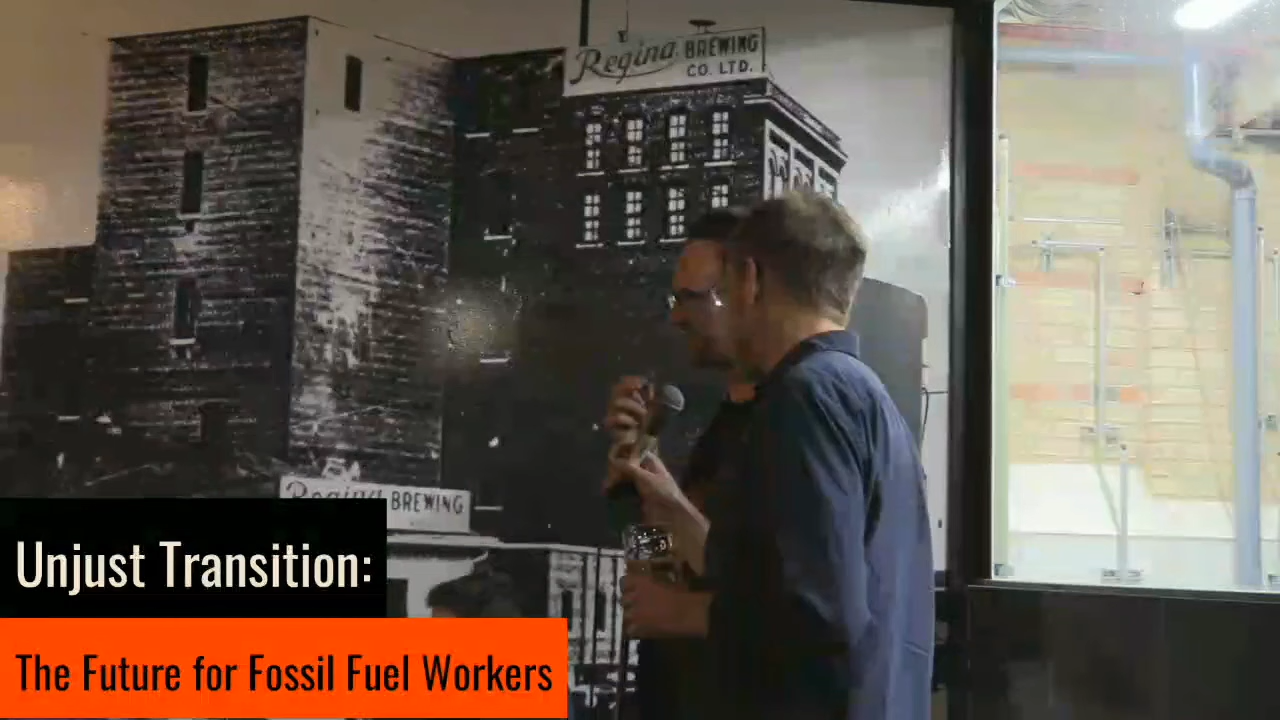 Regina BREWING
CO. LTD.
Regina BREWING
Unjust Transition:
The Future for Fossil Fuel Workers